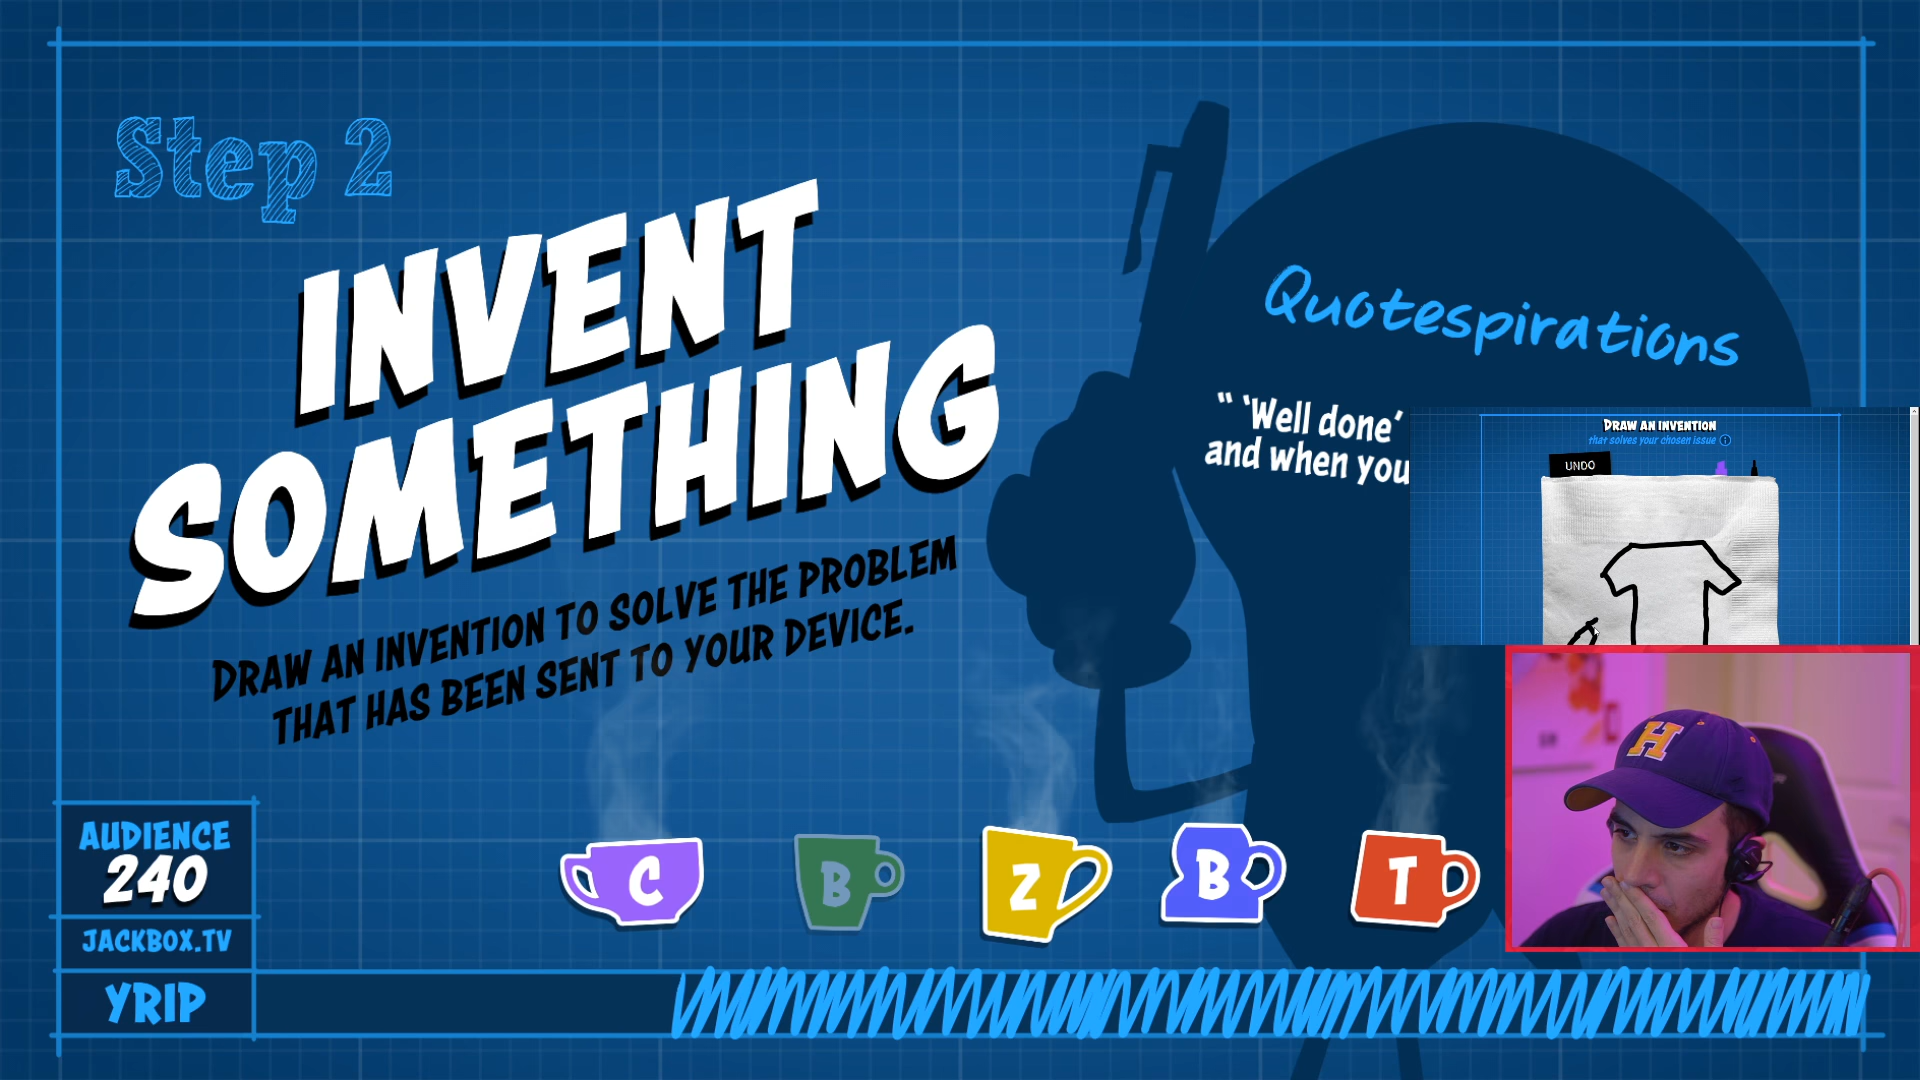 Step 2
INVENT
SOMETHING
DRAW AN INVENTION TO SOLVE THE PROBLEM
THAT HAS BEEN SENT TO YOUR DEVICE.
Quotespirations
" 'Well done'
and when you
DRAW AN INVENTION
that solves your chosen issue i
UNDO
H
C
B
Z
B
T
AUDIENCE
240
JACKBOX.TV
YRIP